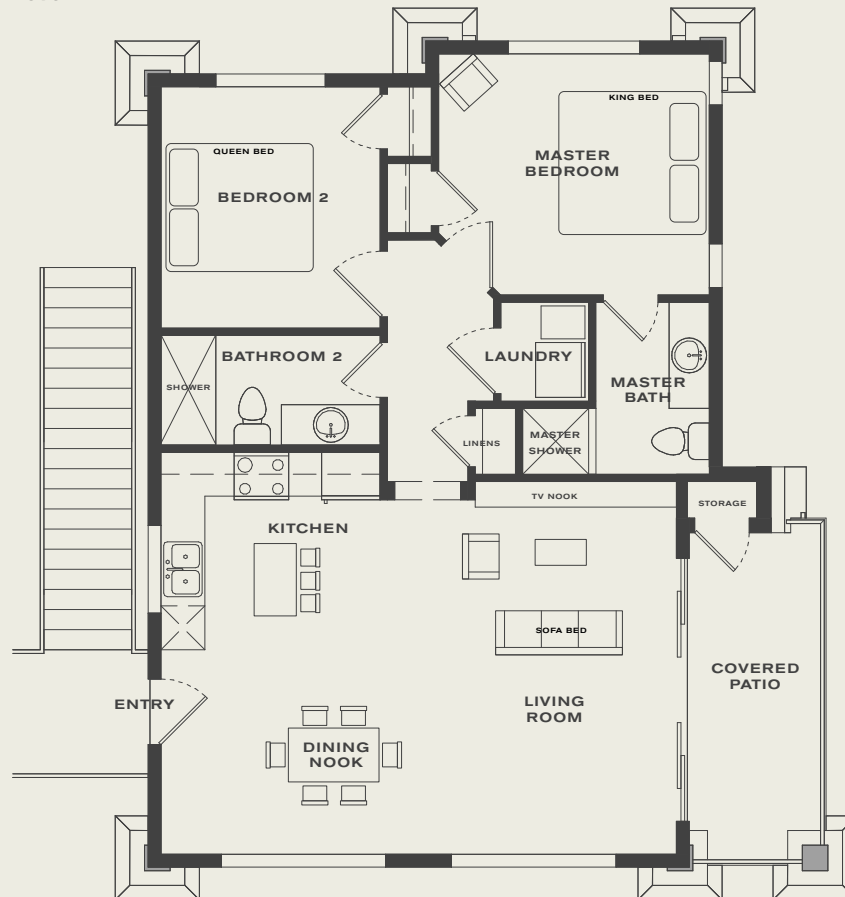 KING BED
MASTER
BEDROOM
QUEEN BED
BEDROOM 2
BATHROOM 2
LAUNDRY
SHOWER
MASTER
BATH
LINENS
MASTER
SHOWER
TV NOOK
STORAGE
KITCHEN
SOFA BED
COVERED
PATIO
ENTRY
LIVING
ROOM
DINING
NOOK